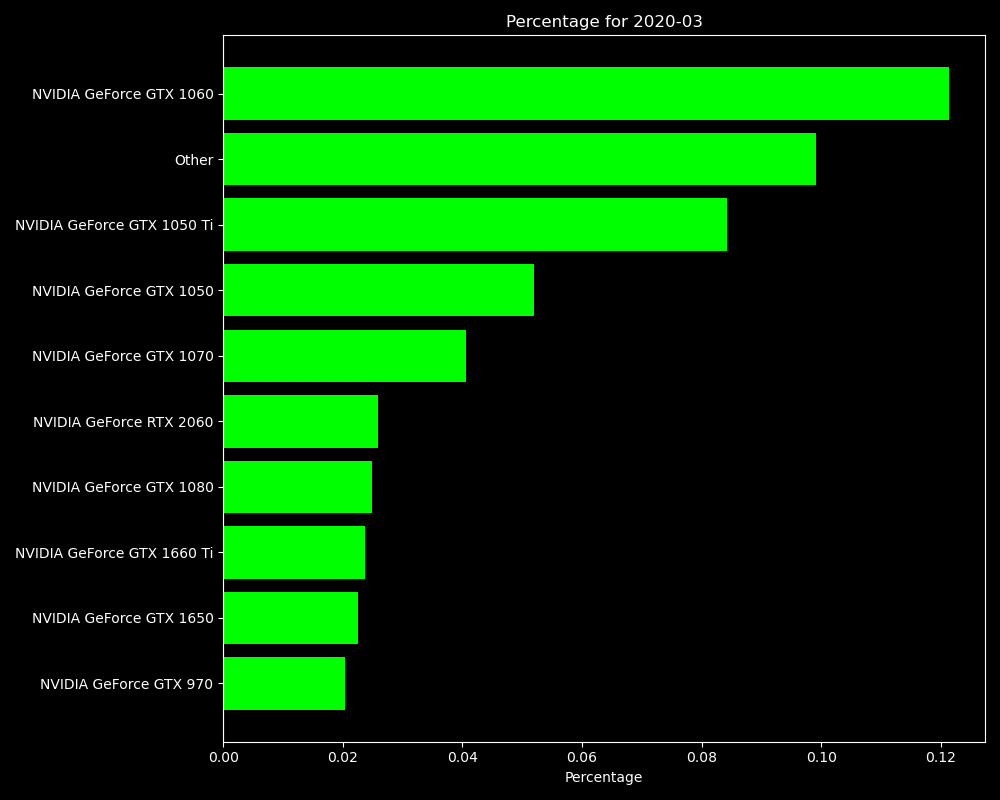 Percentage for 2020-03
NVIDIA GeForce GTX 1060
Other
NVIDIA GeForce GTX 1050 Ti
NVIDIA GeForce GTX 1050
NVIDIA GeForce GTX 1070
NVIDIA GeForce RTX 2060
NVIDIA GeForce GTX 1080
NVIDIA GeForce GTX 1660 Ti
NVIDIA GeForce GTX 1650
NVIDIA GeForce GTX 970
0.00 0.02 0.04 0.06 0.08 0.10 0.12
Percentage